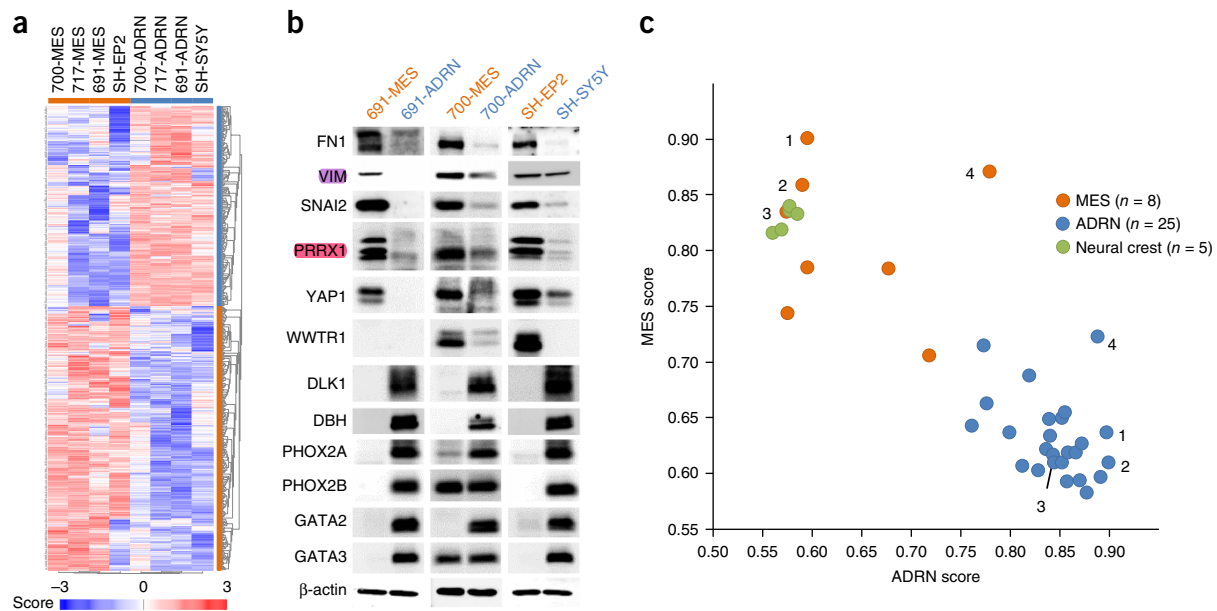 a
700-MES
717-MES
691-MES
SH-EP2
700-ADRN
717-ADRN
691-ADRN
SH-SY5Y
−3 0 3
Score
b
691-MES
691-ADRN
700-MES
700-ADRN
SH-EP2
SH-SY5Y
FN1
VIM
SNAI2
PRRX1
YAP1
WWTR1
DLK1
DBH
PHOX2A
PHOX2B
GATA2
GATA3
β-actin
c
MES score
0.90
0.85
0.80
0.75
0.70
0.65
0.60
0.55
1
2
3
4
MES (n = 8)
ADRN (n = 25)
Neural crest (n = 5)
4
1
2
3
0.50 0.55 0.60 0.65 0.70 0.75 0.80 0.85 0.90
ADRN score